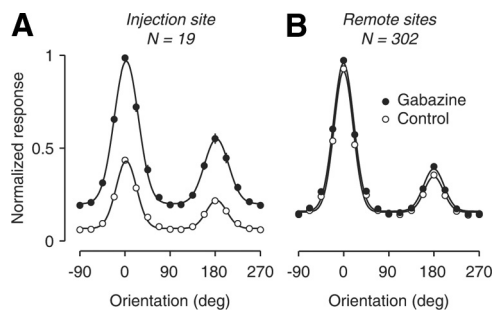 A
Injection site
N = 19
B
Remote sites
N = 302
Normalized response
1
0.5
0
Gabazine
Control
-90 0 90 180 270
-90 0 90 180 270
Orientation (deg)
Orientation (deg)